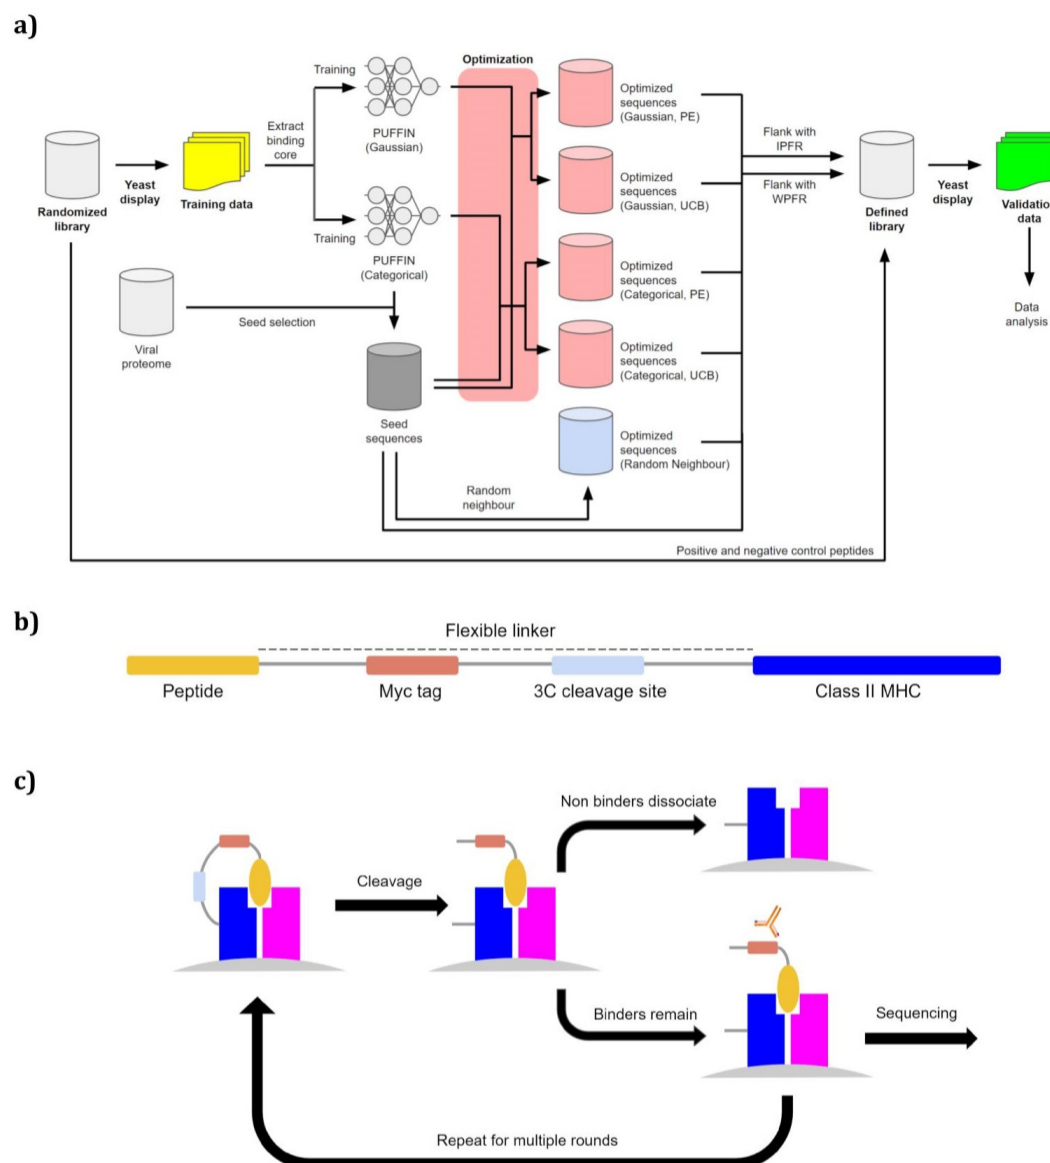 a)
Optimization
Training
Extract
binding
core
PUFFIN
(Gaussian)
Optimized
sequences
(Gaussian, PE)
Flank with
IPFR
Yeast
display
Randomized
library
Training data
Training
PUFFIN
(Categorical)
Optimized
sequences
(Gaussian, UCB)
Flank with
WPFR
Defined
library
Yeast
display
Validatio
data
Optimized
sequences
(Categorical, PE)
Data
analysis
Seed selection
Viral
proteome
Optimized
sequences
(Categorical, UCB)
Seed
sequences
Optimized
sequences
(Random Neighbour)
Random
neighbour
Positive and negative control peptides
b)
Flexible linker
Peptide
Myc tag
3C cleavage site
Class II MHC
c)
Non binders dissociate
Cleavage
Binders remain
Sequencing
Repeat for multiple rounds